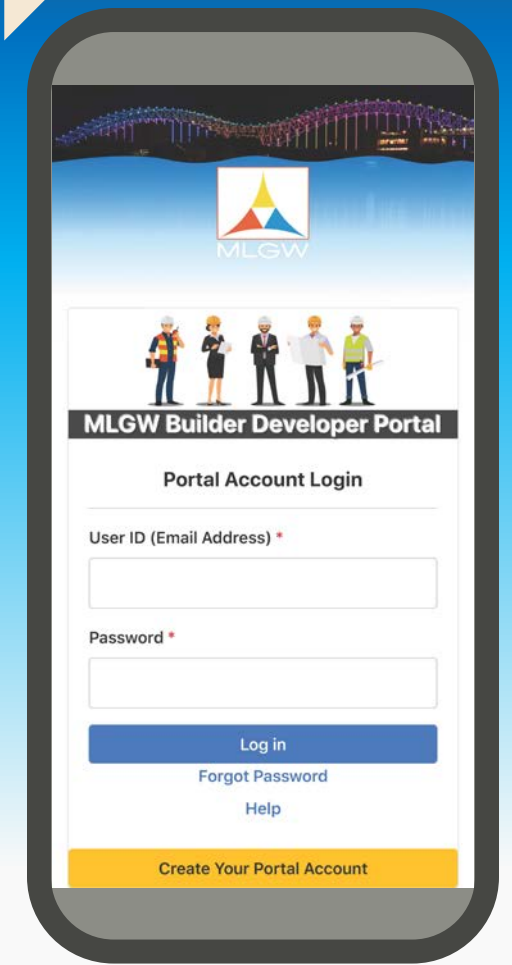 MLGW
MLGW Builder Developer Portal
Portal Account Login
User ID (Email Address) *
Password *
Log in
Forgot Password
Help
Create Your Portal Account